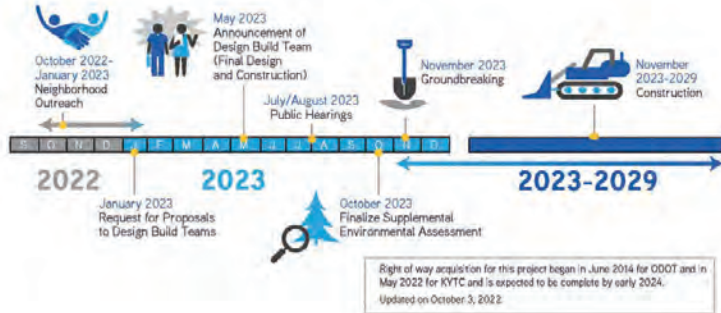 October 2022-
January 2023
Neighborhood
Outreach
May 2023
Announcement of
Design Build Team
(Final Design
and Construction)
July/August 2023
Public Hearings
November 2023
Groundbreaking
November
2023-2029
Construction
S O N D J F M A M J J A S O N D
2022
2023
2023-2029
January 2023
Request for Proposals
to Design Build Teams
October 2023
Finalize Supplemental
Environmental Assessment
Right of way acquisition for this project began in June 2014 for ODOT and in
May 2022 for KYTC and is expected to be complete by early 2024.
Updated on October 3, 2022.